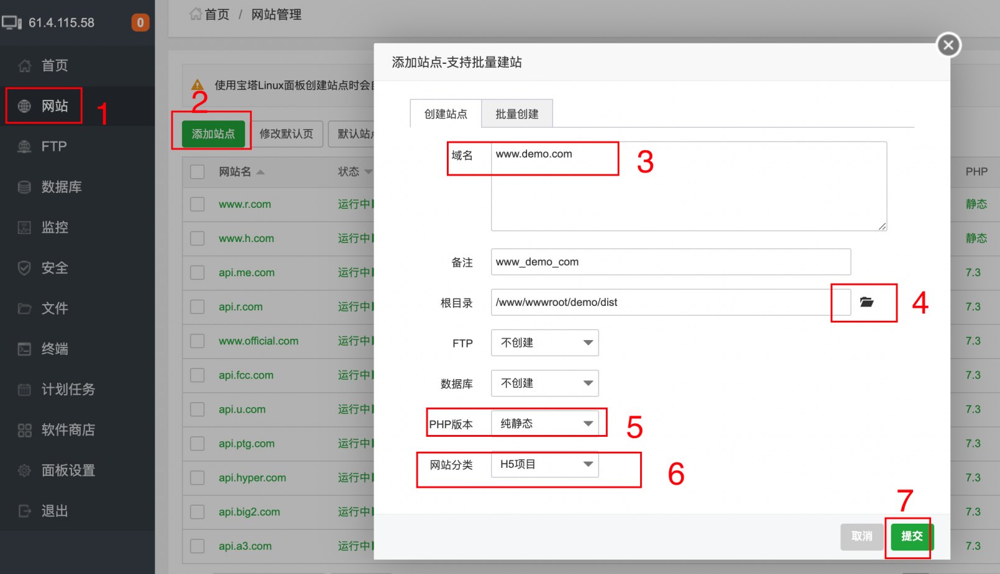 61.4.115.58
0
首页
网站
FTP
数据库
监控
安全
文件
终端
计划任务
软件商店
面板设置
退出
1
首页 / 网站管理
使用宝塔Linux面板创建站点时会
2
添加站点
修改默认页
默认站
网站名 状态 PHP
www.r.com 运行中 静态
www.h.com 运行中 静态
api.me.com 运行中 7.3
api.r.com 运行中 7.3
www.official.com 运行中 7.3
api.fcc.com 运行中 7.3
api.u.com 运行中 7.3
api.ptg.com 运行中 7.3
api.hyper.com 运行中 7.3
api.big2.com 运行中 7.3
api.a3.com 运行中 7.3
添加站点-支持批量建站
创建站点 批量创建
域名 www.demo.com 3
备注 www_demo_com
根目录 /www/wwwroot/demo/dist 4
FTP 不创建
数据库 不创建
PHP版本 纯静态 5
网站分类 H5项目 6
7
取消 提交